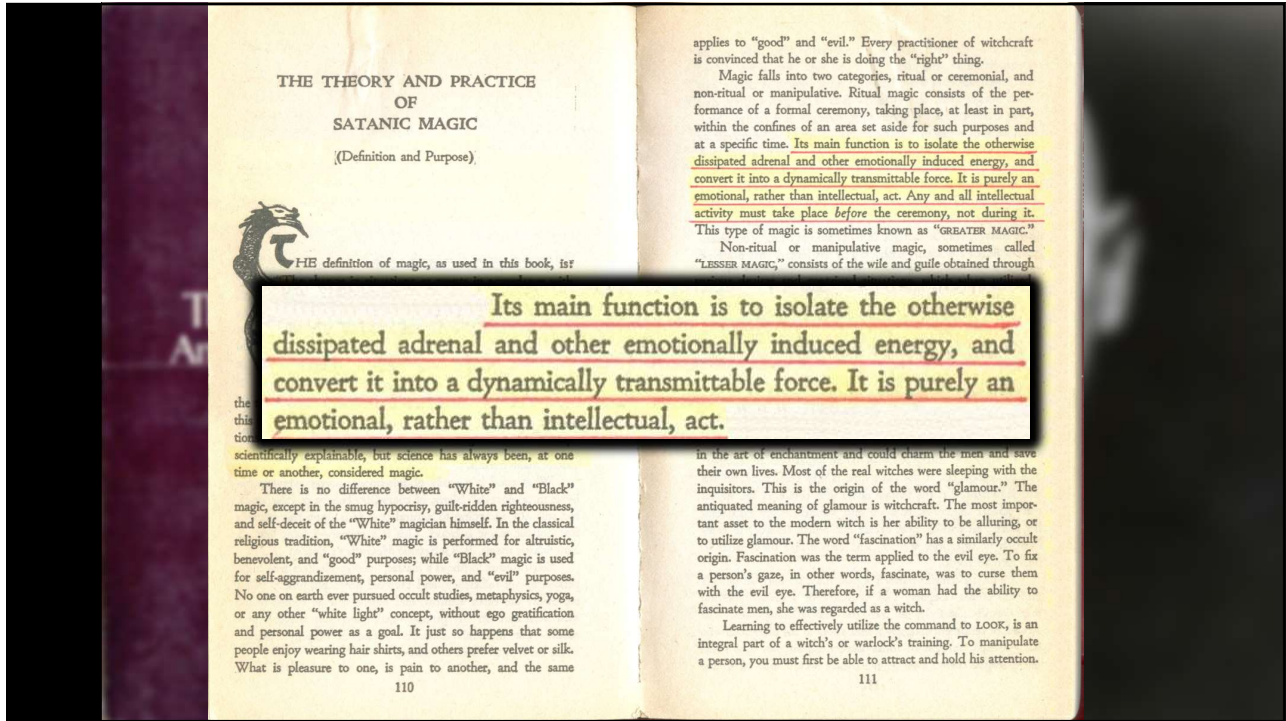 THE THEORY AND PRACTICE
OF
SATANIC MAGIC
(Definition and Purpose)
THE definition of magic, as used in this book, is:
the
this
scientifically explainable, but science has always been, at one
time or another, considered magic.
There is no difference between “White” and “Black”
magic, except in the smug hypocrisy, guilt-ridden righteousness,
and self-deceit of the “White” magician himself. In the classical
religious tradition, “White” magic is performed for altruistic,
benevolent, and “good” purposes; while “Black” magic is used
for self-aggrandizement, personal power, and “evil” purposes.
No one on earth ever pursued occult studies, metaphysics, yoga,
or any other “white light” concept, without ego gratification
and personal power as a goal. It just so happens that some
people enjoy wearing hair shirts, and others prefer velvet or silk.
What is pleasure to one, is pain to another, and the same
110
applies to “good” and “evil.” Every practitioner of witchcraft
is convinced that he or she is doing the “right” thing.
Magic falls into two categories, ritual or ceremonial, and
non-ritual or manipulative. Ritual magic consists of the per-
formance of a formal ceremony, taking place, at least in part,
within the confines of an area set aside for such purposes and
at a specific time. Its main function is to isolate the otherwise
dissipated adrenal and other emotionally induced energy, and
convert it into a dynamically transmittable force. It is purely an
emotional, rather than intellectual, act. Any and all intellectual
activity must take place before the ceremony, not during it.
This type of magic is sometimes known as “GREATER MAGIC.”
Non-ritual or manipulative magic, sometimes called
“LESSER MAGIC,” consists of the wile and guile obtained through
Its main function is to isolate the otherwise
dissipated adrenal and other emotionally induced energy, and
convert it into a dynamically transmittable force. It is purely an
emotional, rather than intellectual, act.
in the art of enchantment and could charm the men and save
their own lives. Most of the real witches were sleeping with the
inquisitors. This is the origin of the word “glamour.” The
antiquated meaning of glamour is witchcraft. The most impor-
tant asset to the modern witch is her ability to be alluring, or
to utilize glamour. The word “fascination” has a similarly occult
origin. Fascination was the term applied to the evil eye. To fix
a person’s gaze, in other words, fascinate, was to curse them
with the evil eye. Therefore, if a woman had the ability to
fascinate men, she was regarded as a witch.
Learning to effectively utilize the command to LOOK, is an
integral part of a witch’s or warlock’s training. To manipulate
a person, you must first be able to attract and hold his attention.
111